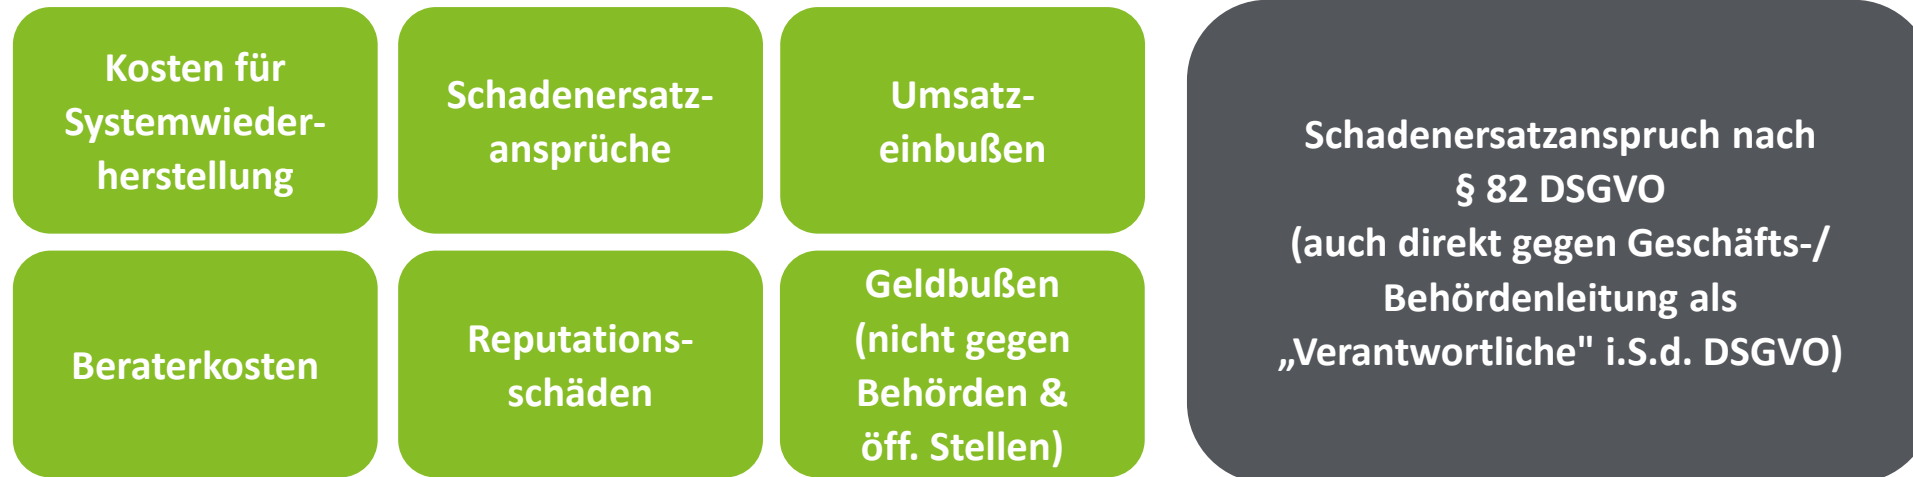 Kosten für
Systemwieder-
herstellung
Schadenersatz-
ansprüche
Umsatz-
einbußen
Beraterkosten
Reputations-
schäden
Geldbußen
(nicht gegen
Behörden &
öff. Stellen)
Schadenersatzanspruch nach
§ 82 DSGVO
(auch direkt gegen Geschäfts-/
Behördenleitung als
„Verantwortliche" i.S.d. DSGVO)